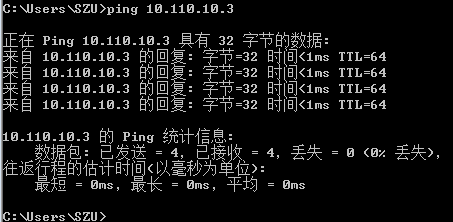 C:\Users\SZU>ping 10.110.10.3
正在 Ping 10.110.10.3 具有 32 字节的数据:
来自 10.110.10.3 的回复: 字节=32 时间<1ms TTL=64
来自 10.110.10.3 的回复: 字节=32 时间<1ms TTL=64
来自 10.110.10.3 的回复: 字节=32 时间<1ms TTL=64
来自 10.110.10.3 的回复: 字节=32 时间<1ms TTL=64
10.110.10.3 的 Ping 统计信息:
数据包: 已发送 = 4，已接收 = 4，丢失 = 0 (0% 丢失)，
往返行程的估计时间(以毫秒为单位):
最短 = 0ms，最长 = 0ms，平均 = 0ms
C:\Users\SZU>